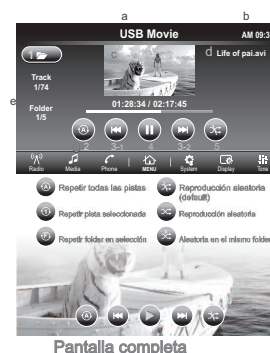 a b
USB Movie AM 09:3
1 c d Life of pai.avi
Track
1/74
e
Folder
1/5
01:28:34 / 02:17:45
2 3-1 4 3-2 5
Radio Media Phone MENU System Display Tone
Repetir todas las pistas
Reproducción aleatoria
(default)
Repetir pista seleccionada
Reproducción aleatoria
Repetir folder en selección
Aleatoria en el mismo folder
Pantalla completa